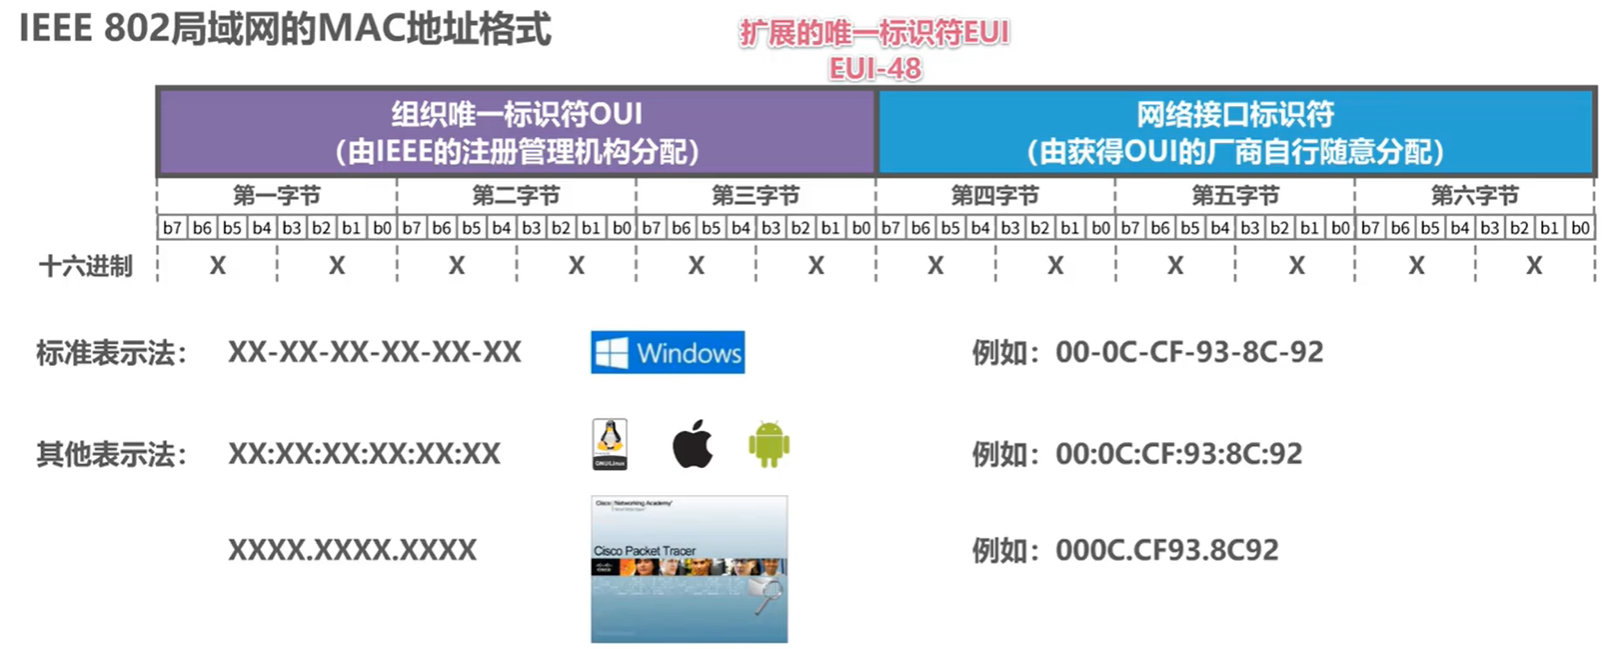 IEEE 802局域网的MAC地址格式
扩展的唯一标识符EUI
EUI-48
组织唯一标识符OUI
（由IEEE的注册管理机构分配）
网络接口标识符
（由获得OUI的厂商自行随意分配）
第一字节 第二字节 第三字节 第四字节 第五字节 第六字节
b7 b6 b5 b4 b3 b2 b1 b0 b7 b6 b5 b4 b3 b2 b1 b0 b7 b6 b5 b4 b3 b2 b1 b0 b7 b6 b5 b4 b3 b2 b1 b0 b7 b6 b5 b4 b3 b2 b1 b0 b7 b6 b5 b4 b3 b2 b1 b0
十六进制 X X X X X X X X X X X X
标准表示法： XX-XX-XX-XX-XX-XX Windows 例如：00-0C-CF-93-8C-92
其他表示法： XX:XX:XX:XX:XX:XX 例如：00:0C:CF:93:8C:92
GNU/Linux
Cisco Networking Academy
XXXX.XXXX.XXXX Cisco Packet Tracer 例如：000C.CF93.8C92